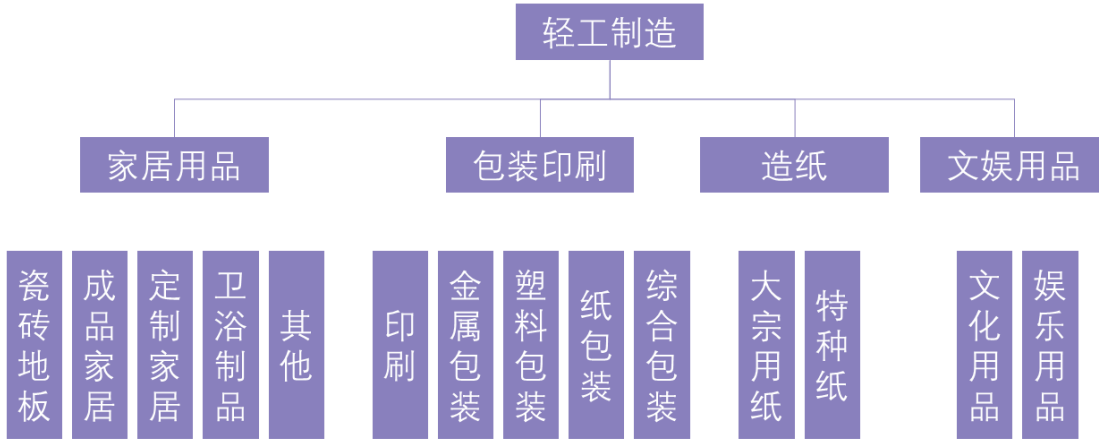 轻工制造
家居用品
包装印刷
造纸
文娱用品
瓷砖地板
成品家居
定制家居
卫浴制品
其他
印刷
金属包装
塑料包装
纸包装
综合包装
大宗用纸
特种纸
文化用品
娱乐用品